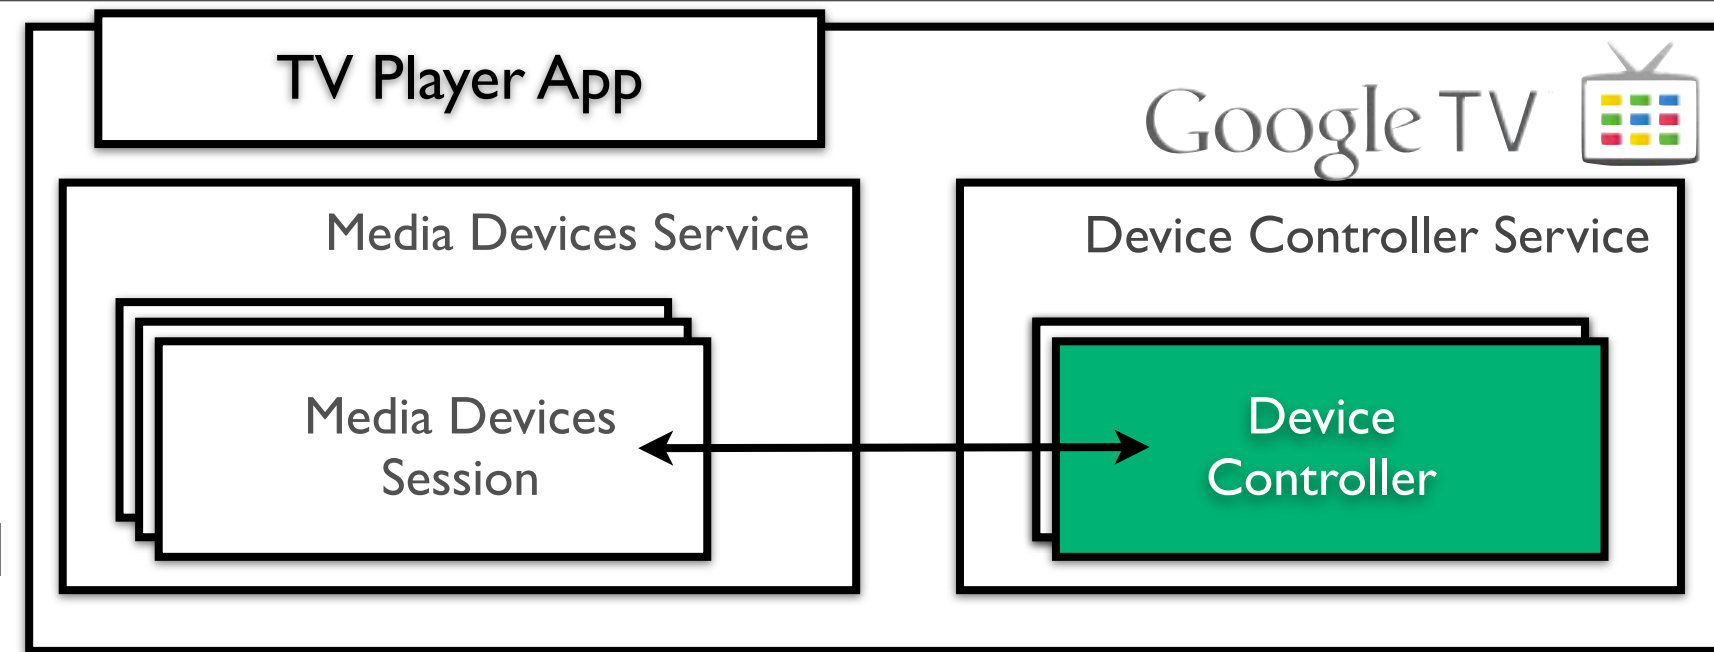 TV Player App
Google TV
Media Devices Service
Device Controller Service
Media Devices
Session
Device
Controller